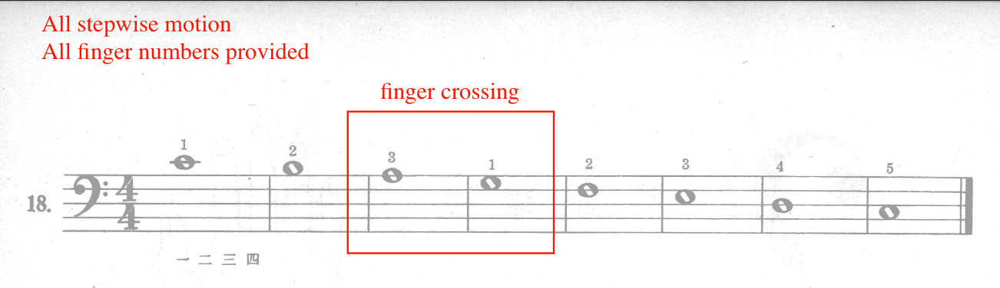 All stepwise motion
All finger numbers provided
finger crossing
1 2 3 1 2 3 4 5
4
4
18.
一 二 三 四